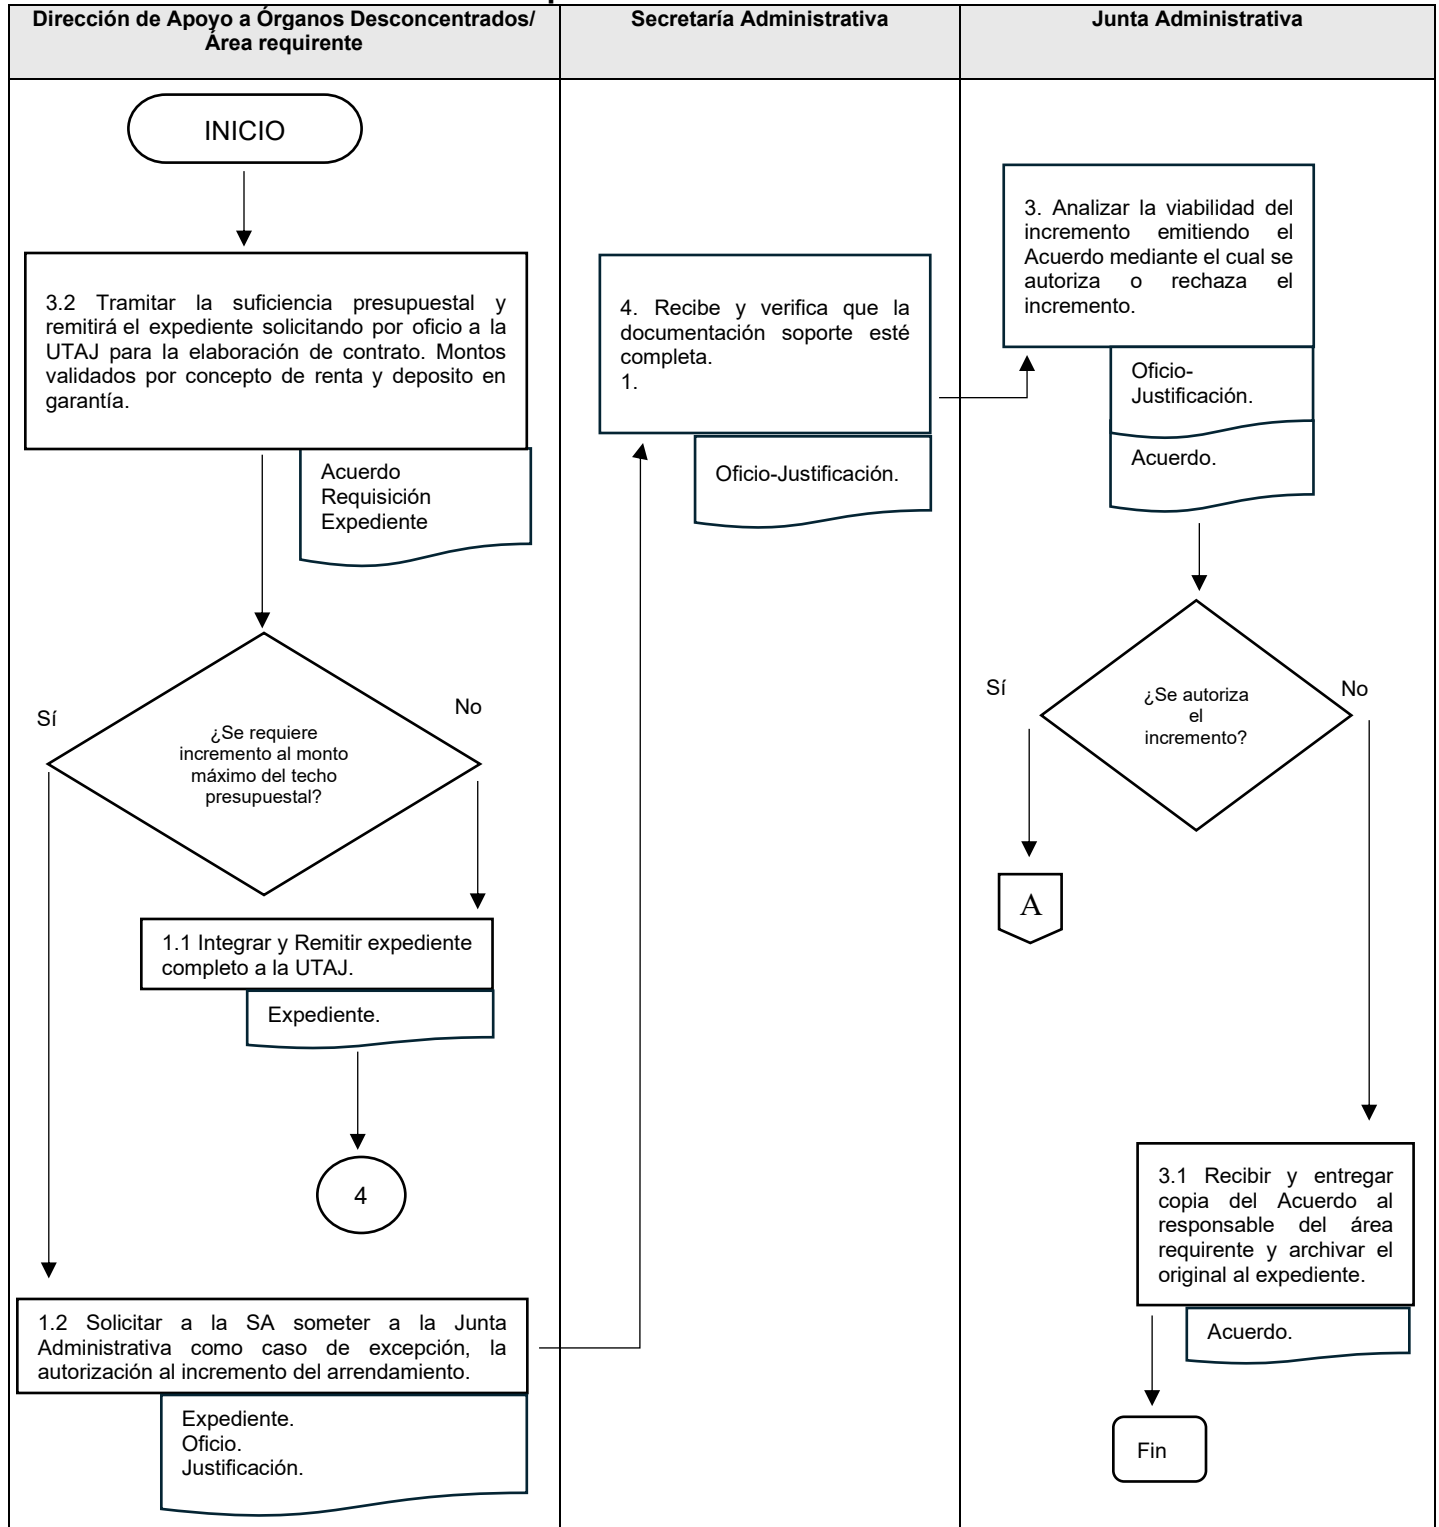 Dirección de Apoyo a Órganos Desconcentrados/
Área requirente
Secretaría Administrativa
Junta Administrativa
INICIO
3.2 Tramitar la suficiencia presupuestal y
remitirá el expediente solicitando por oficio a la
UTAJ para la elaboración de contrato. Montos
validados por concepto de renta y deposito en
garantía.
Acuerdo
Requisición
Expediente
¿Se requiere
incremento al monto
máximo del techo
presupuestal?
Sí
No
1.1 Integrar y Remitir expediente
completo a la UTAJ.
Expediente.
4
1.2 Solicitar a la SA someter a la Junta
Administrativa como caso de excepción, la
autorización al incremento del arrendamiento.
Expediente.
Oficio.
Justificación.
4. Recibe y verifica que la
documentación soporte esté
completa.
1.
Oficio-Justificación.
3. Analizar la viabilidad del
incremento emitiendo el
Acuerdo mediante el cual se
autoriza o rechaza el
incremento.
Oficio-
Justificación.
Acuerdo.
Sí
¿Se autoriza
el
incremento?
No
A
3.1 Recibir y entregar
copia del Acuerdo al
responsable del área
requirente y archivar el
original al expediente.
Acuerdo.
Fin